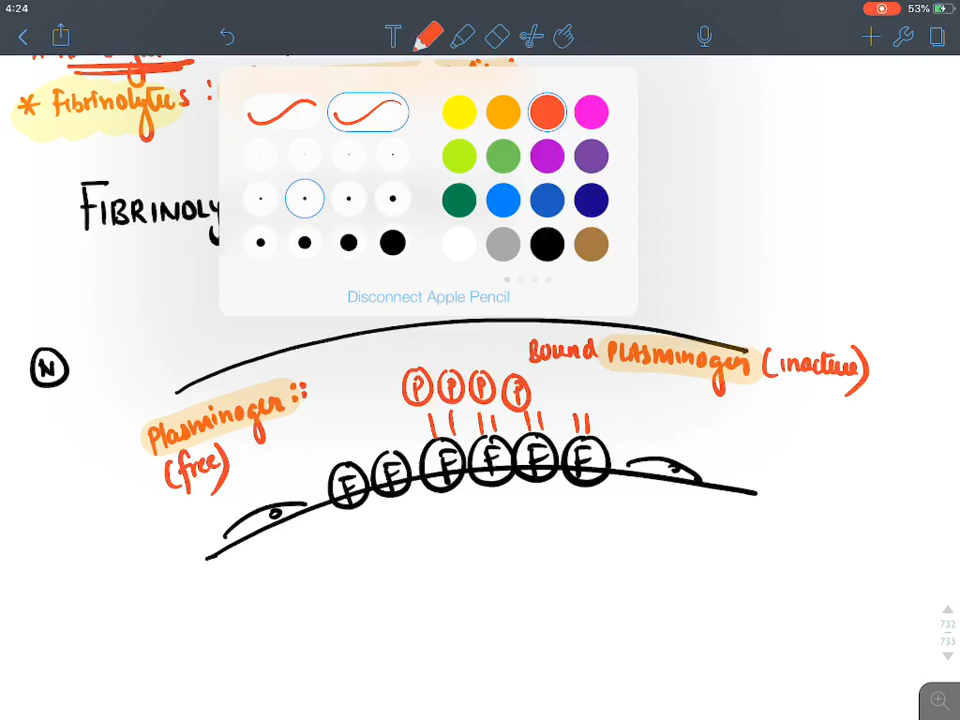 4:24
53%
T
* Fibrinolytics :
FIBRINOLY
Disconnect Apple Pencil
N
Bound PLASMINOGEN (inactive)
Plasminogen ::
(free)
P P P P
F F F F F F
732
733